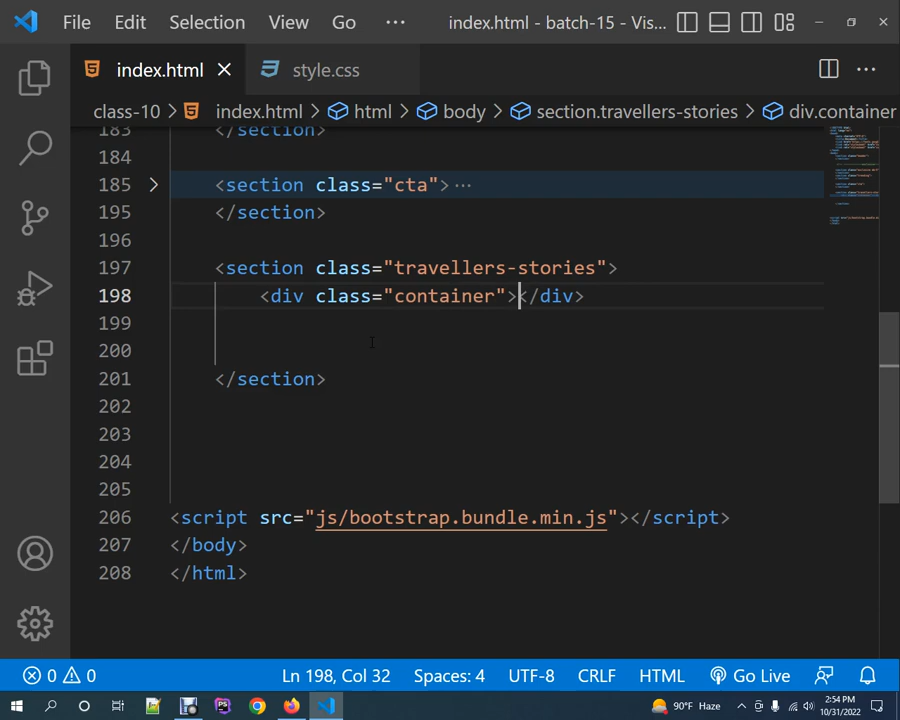 File Edit Selection View Go ··· index.html - batch-15 - Vis...
index.html style.css
class-10 > index.html > html > body > section.travellers-stories > div.container
183 </section>
184
185 <section class="cta"> ···
195 </section>
196
197 <section class="travellers-stories">
198 <div class="container"></div>
199
200
201 </section>
202
203
204
205
206 <script src="js/bootstrap.bundle.min.js"></script>
207 </body>
208 </html>
0 0 Ln 198, Col 32 Spaces: 4 UTF-8 CRLF HTML Go Live
90°F Haze 2:54 PM
10/31/2022